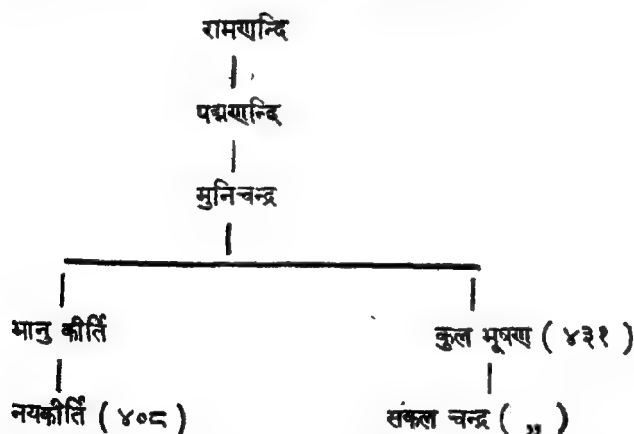 रामणन्दि
पद्मणन्दि
मुनिचन्द्र
भानु कीर्ति कुल भूषण ( ४३१ )
नयकीर्ति ( ४०८ ) सकल चन्द्र ( ,, )